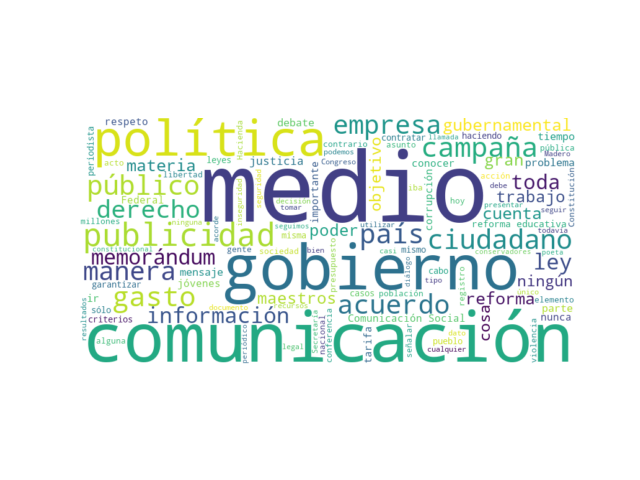 respeto
política
debate
empresa
gubernamental
periodista
Hacienda
contrario
contratar
asunto
llamada
haciendo
tiempo
pública
podemos
Congreso
campaña
materia
leyes
justicia
importante
objetivo
conocer
gran
problema
Madero
acto
libertad
inseguridad
seguridad
medio
iba
corrupción
acción
toda
Constitución
público
derecho
Federal
millones
decisión
tomar
hoy
debe
trabajo
utilizar
cuenta
presentar
seguir
todavía
reforma educativa
publicidad
acorde
seguimos
misma
poder
país
ciudadano
constitucional
gente
sociedad
bien
mismo
conservadores
poeta
memorándum
gobierno
ley
manera
mensaje
presupuesto
diálogo
cabo
tipo
registro
único
ningún
garantizar
jóvenes
maestros
casos
población
acuerdo
reforma
elemento
ir
gasto
documento
recursos
cosa
parte
resultados
sólo
criterios
información
Secretaría
nacional
conferencia
Comunicación Social
tarifa
señalar
dato
pueblo
violencia
nunca
alguna
comunicación
periódico
legal
cualquier
casi
ninguna